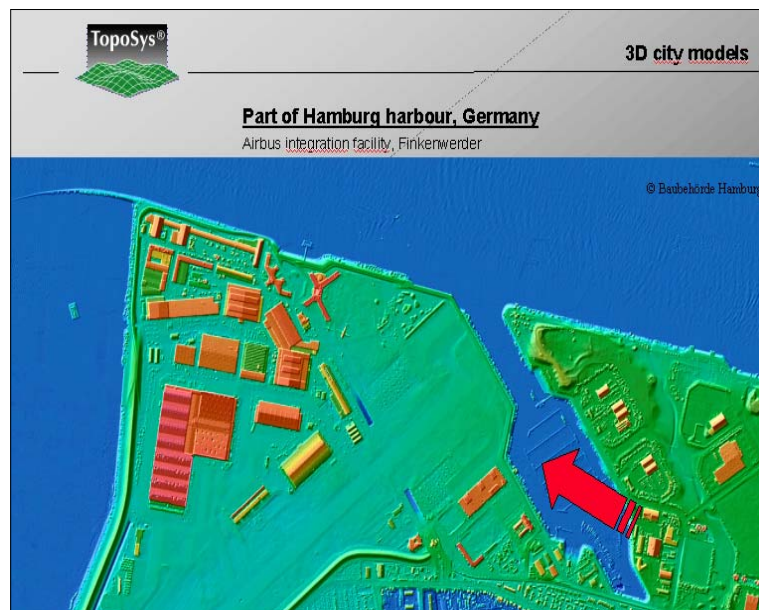 TopoSys®
3D city models
Part of Hamburg harbour, Germany
Airbus integration facility, Finkenwerder
© Baubehörde Hamburg